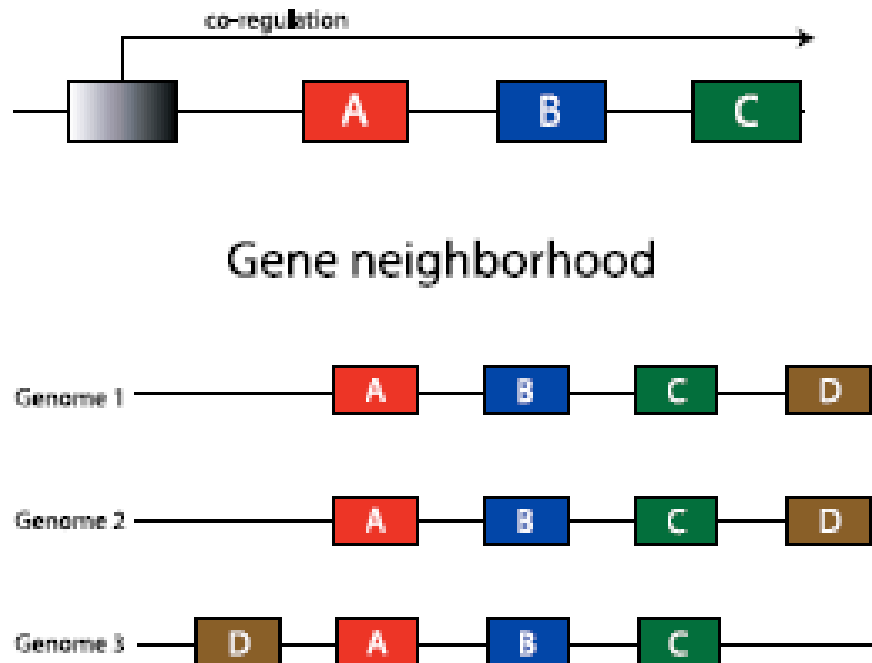 co-regulation
A B C
Gene neighborhood
Genome 1 A B C D
Genome 2 A B C D
Genome 3 D A B C